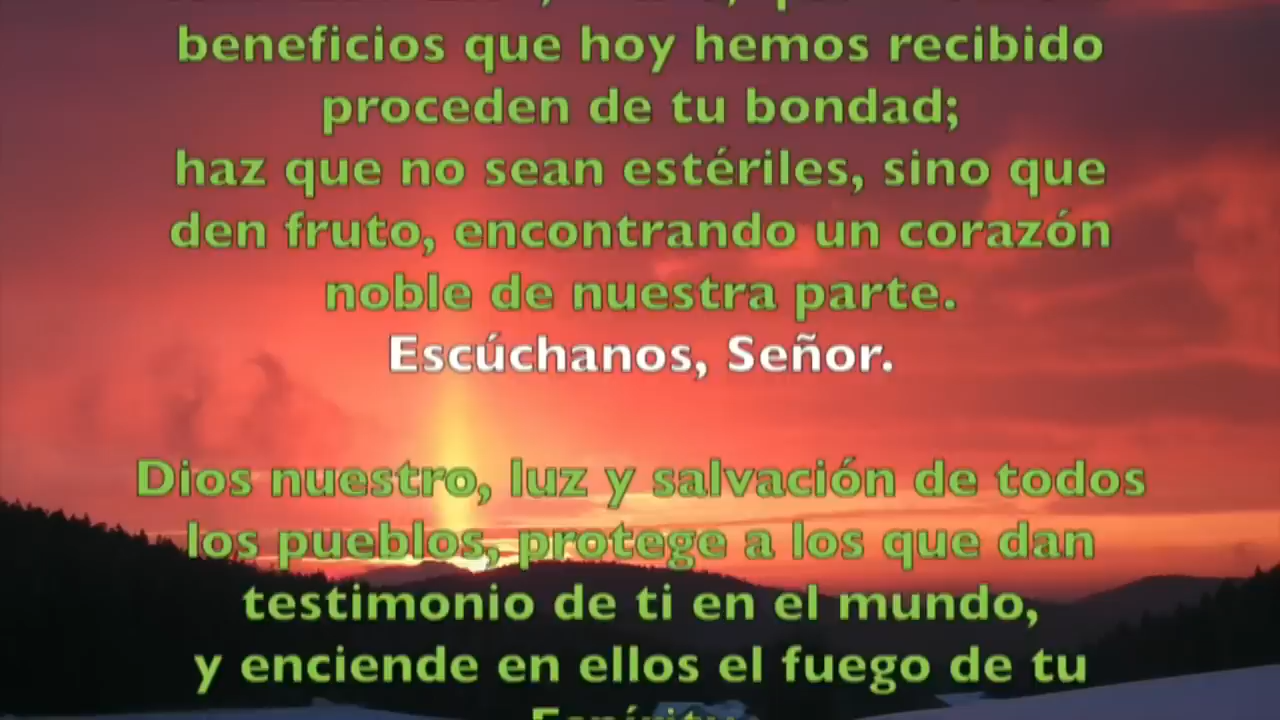 beneficios que hoy hemos recibido
proceden de tu bondad;
haz que no sean estériles, sino que
den fruto, encontrando un corazón
noble de nuestra parte.
Escúchanos, Señor.
Dios nuestro, luz y salvación de todos
los pueblos, protege a los que dan
testimonio de ti en el mundo,
y enciende en ellos el fuego de tu